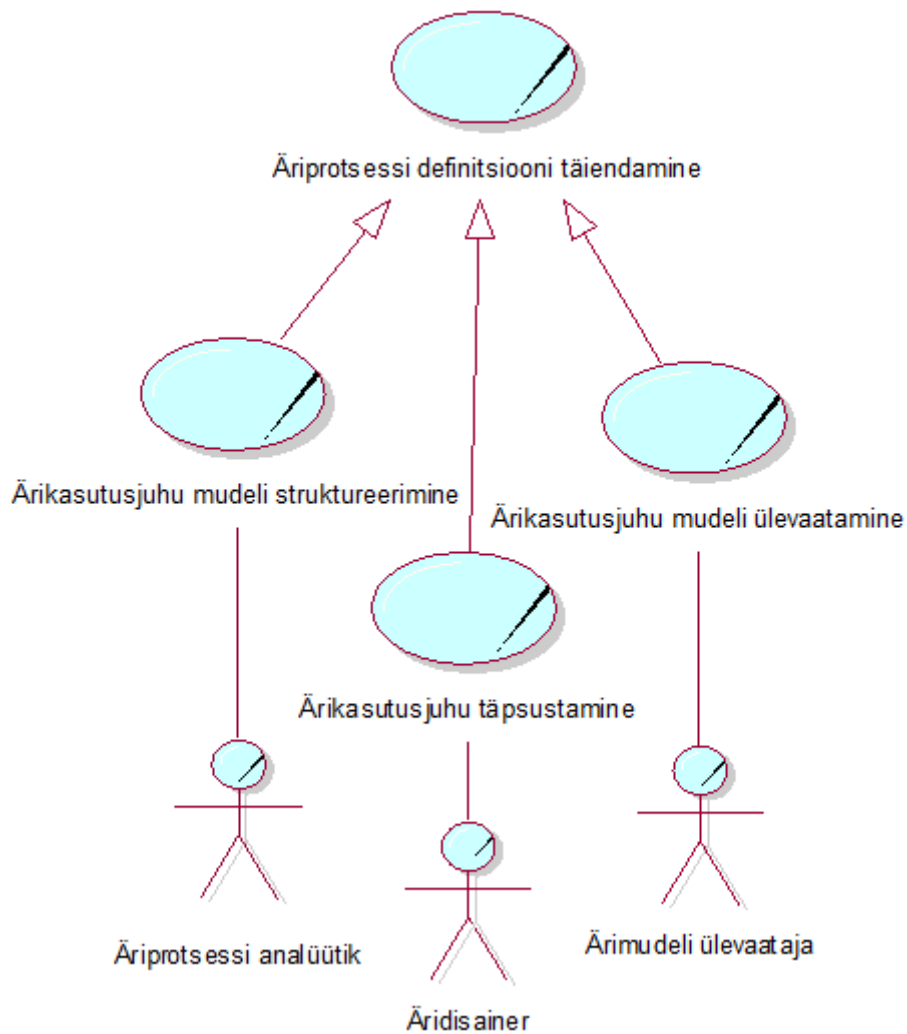 Äriprotsessi definitsiooni täiendamine
Ärikasutusjuhu mudeli struktureerimine
Ärikasutusjuhu mudeli ülevaatamine
Ärikasutusjuhu täpsustamine
Äriprotsessi analüütik
Ärimudeli ülevaataja
Äridisainer